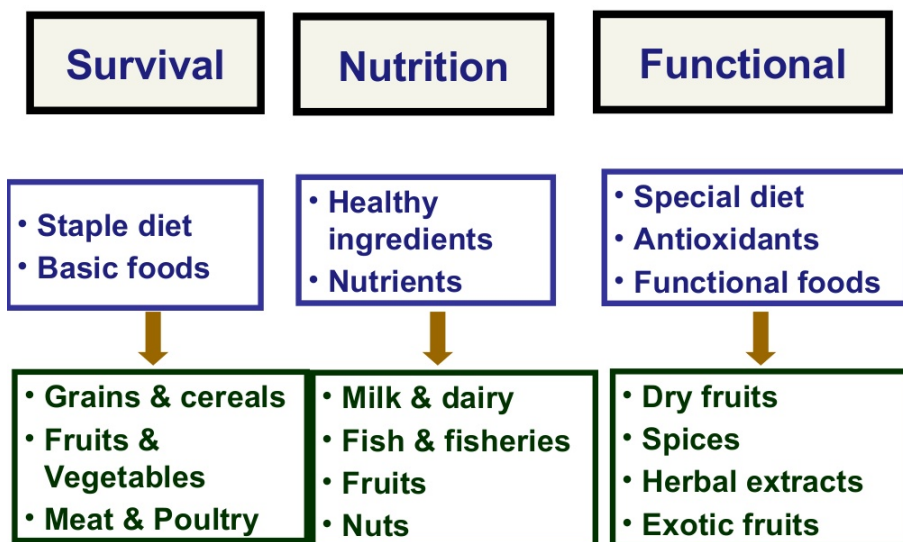 Survival
Nutrition
Functional
• Staple diet
• Basic foods
• Healthy
ingredients
• Nutrients
• Special diet
• Antioxidants
• Functional foods
• Grains & cereals
• Fruits &
Vegetables
• Meat & Poultry
• Milk & dairy
• Fish & fisheries
• Fruits
• Nuts
• Dry fruits
• Spices
• Herbal extracts
• Exotic fruits